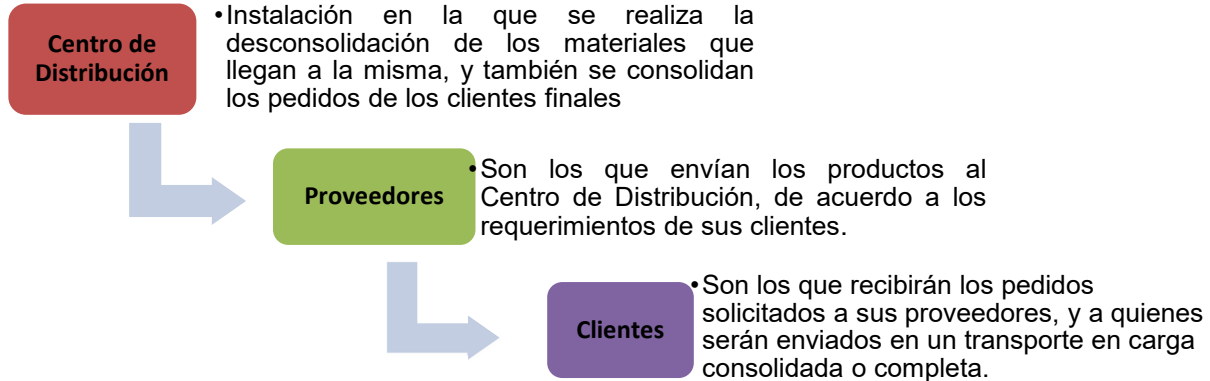 Centro de
Distribución
•Instalación en la que se realiza la
desconsolidación de los materiales que
llegan a la misma, y también se consolidan
los pedidos de los clientes finales
Proveedores
•Son los que envían los productos al
Centro de Distribución, de acuerdo a los
requerimientos de sus clientes.
Clientes
•Son los que recibirán los pedidos
solicitados a sus proveedores, y a quienes
serán enviados en un transporte en carga
consolidada o completa.